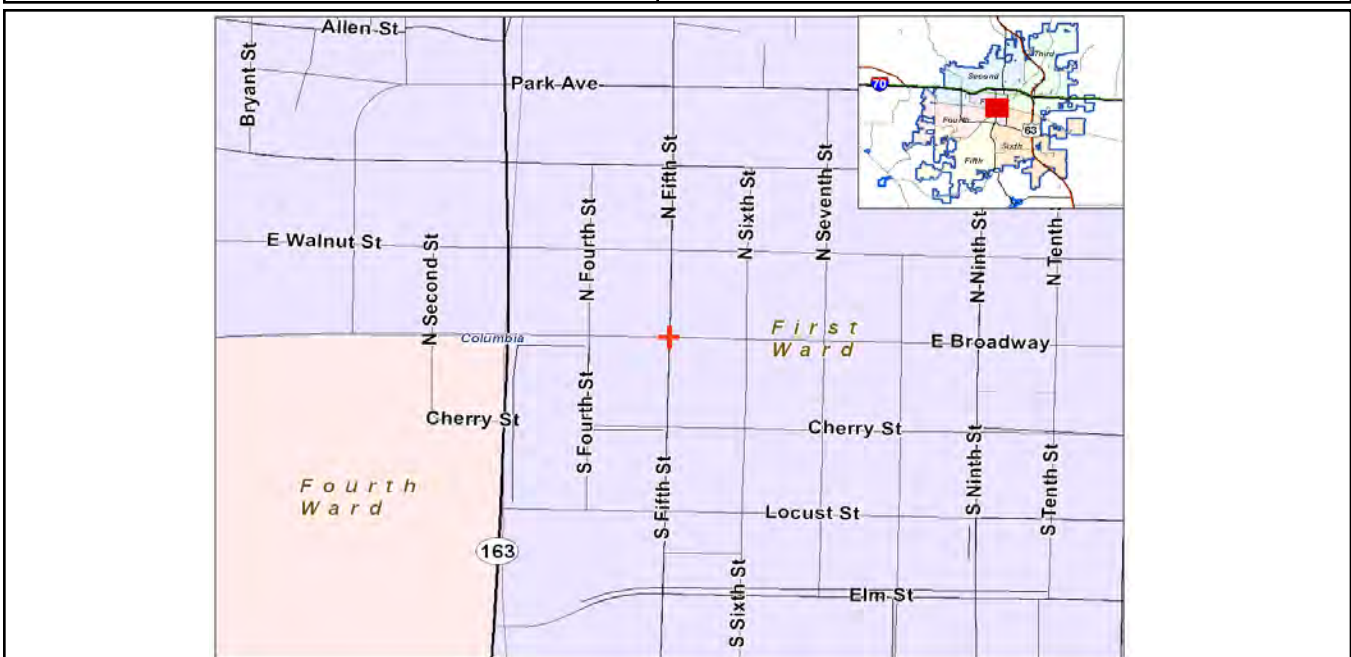 Allen St
Bryant St
Park Ave
N Fifth St
N Sixth St
N Seventh St
N Fourth St
E Walnut St
N Second St
N Ninth St
N Tenth
Columbia
First
Ward
E Broadway
Cherry St
S Fourth St
Cherry St
Fourth
Ward
S Fifth St
Locust St
S Ninth St
S Tenth St
163
S Sixth St
Elm St
Third
Second
70
Fourth
63
Sixth
Fifth